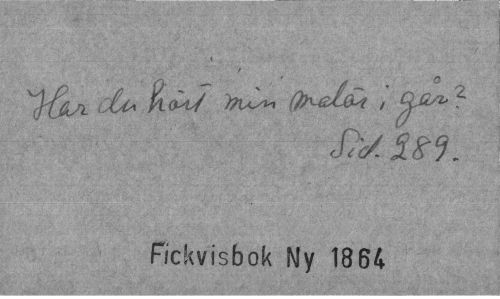 Har du hört min malör i går?
Sid. 289.
Fickvisbok Ny 1864